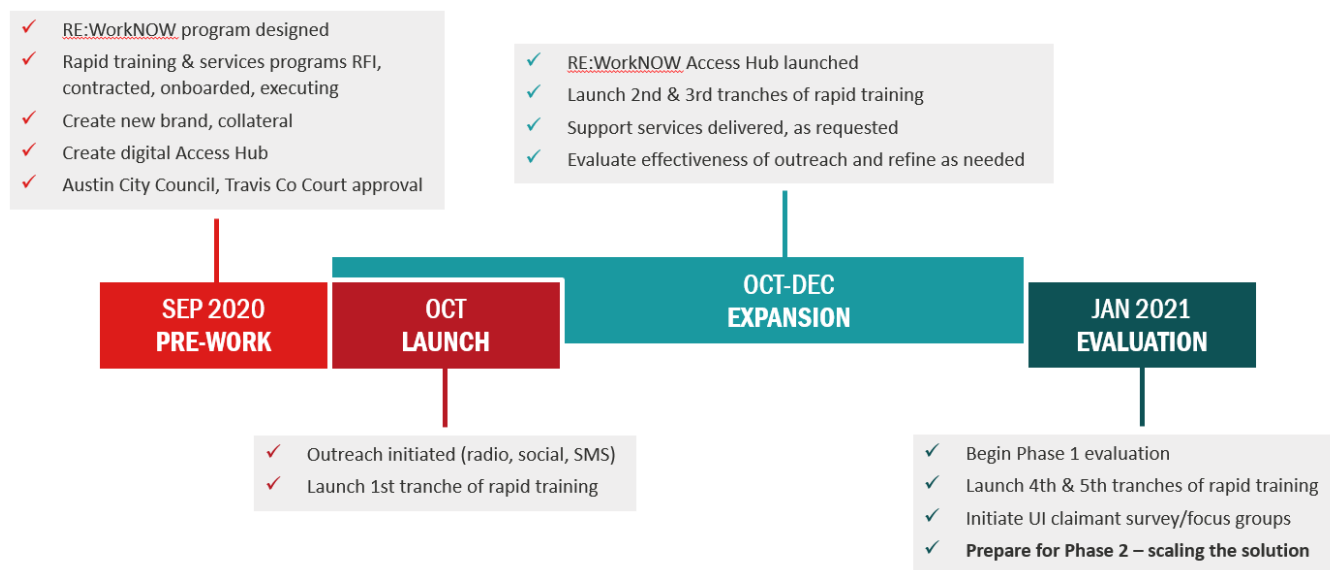 RE:WorkNOW program designed
Rapid training & services programs RFI,
contracted, onboarded, executing
Create new brand, collateral
Create digital Access Hub
Austin City Council, Travis Co Court approval
RE:WorkNOW Access Hub launched
Launch 2nd & 3rd tranches of rapid training
Support services delivered, as requested
Evaluate effectiveness of outreach and refine as needed
SEP 2020
PRE-WORK
OCT
LAUNCH
OCT-DEC
EXPANSION
JAN 2021
EVALUATION
Outreach initiated (radio, social, SMS)
Launch 1st tranche of rapid training
Begin Phase 1 evaluation
Launch 4th & 5th tranches of rapid training
Initiate UI claimant survey/focus groups
Prepare for Phase 2 – scaling the solution